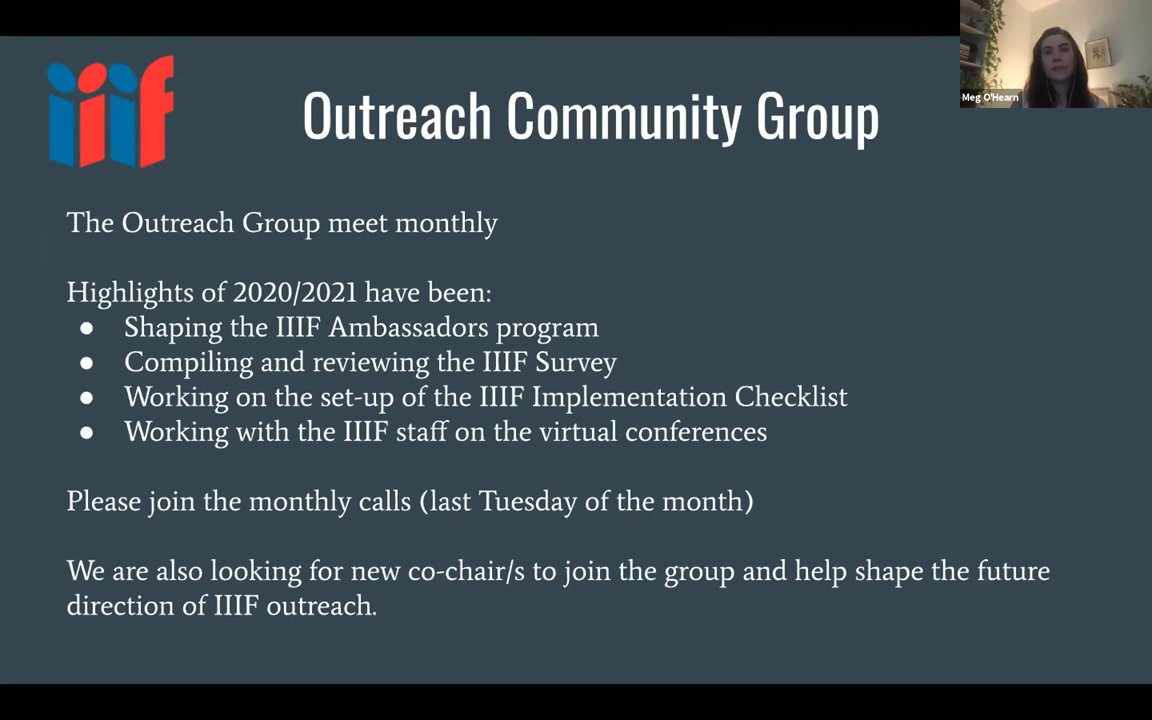 iiif
Outreach Community Group
Meg O'Hearn
The Outreach Group meet monthly
Highlights of 2020/2021 have been:
● Shaping the IIIF Ambassadors program
● Compiling and reviewing the IIIF Survey
● Working on the set-up of the IIIF Implementation Checklist
● Working with the IIIF staff on the virtual conferences
Please join the monthly calls (last Tuesday of the month)
We are also looking for new co-chair/s to join the group and help shape the future
direction of IIIF outreach.